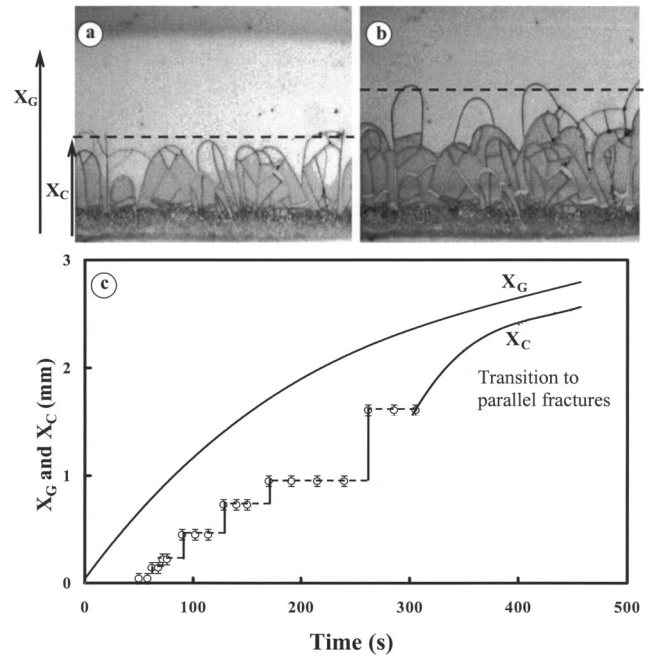 a
b
X_G
X_C
c
3
2
1
0
X_G
X_C
Transition to
parallel fractures
X_G and X_C (mm)
0
100
200
300
400
500
Time (s)